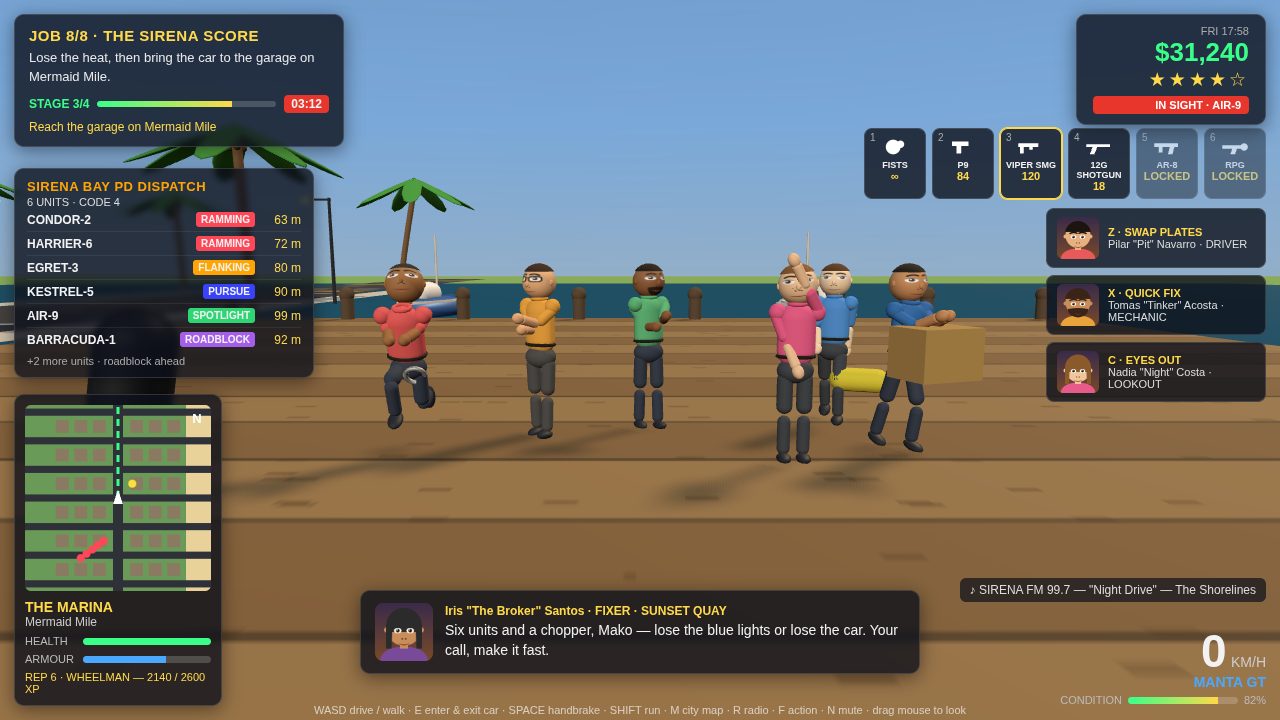 JOB 8/8 · THE SIRENA SCORE
Lose the heat, then bring the car to the garage on
Mermaid Mile.
STAGE 3/4
03:12
Reach the garage on Mermaid Mile
FRI 17:58
$31,240
★★★★☆
IN SIGHT · AIR-9
1
FISTS
∞
2
P9
84
3
VIPER SMG
120
4
12G
SHOTGUN
18
5
AR-8
LOCKED
6
RPG
LOCKED
SIRENA BAY PD DISPATCH
6 UNITS · CODE 4
CONDOR-2 RAMMING 63 m
HARRIER-6 RAMMING 72 m
EGRET-3 FLANKING 80 m
KESTREL-5 PURSUE 90 m
AIR-9 SPOTLIGHT 99 m
BARRACUDA-1 ROADBLOCK 92 m
+2 more units · roadblock ahead
Z · SWAP PLATES
Pilar "Pit" Navarro · DRIVER
X · QUICK FIX
Tomas "Tinker" Acosta ·
MECHANIC
C · EYES OUT
Nadia "Night" Costa ·
LOOKOUT
N
THE MARINA
Mermaid Mile
HEALTH
ARMOUR
REP 6 · WHEELMAN — 2140 / 2600
XP
Iris "The Broker" Santos · FIXER · SUNSET QUAY
Six units and a chopper, Mako — lose the blue lights or lose the car. Your
call, make it fast.
♪ SIRENA FM 99.7 — "Night Drive" — The Shorelines
0 KM/H
MANTA GT
CONDITION 82%
WASD drive / walk · E enter & exit car · SPACE handbrake · SHIFT run · M city map · R radio · F action · N mute · drag mouse to look